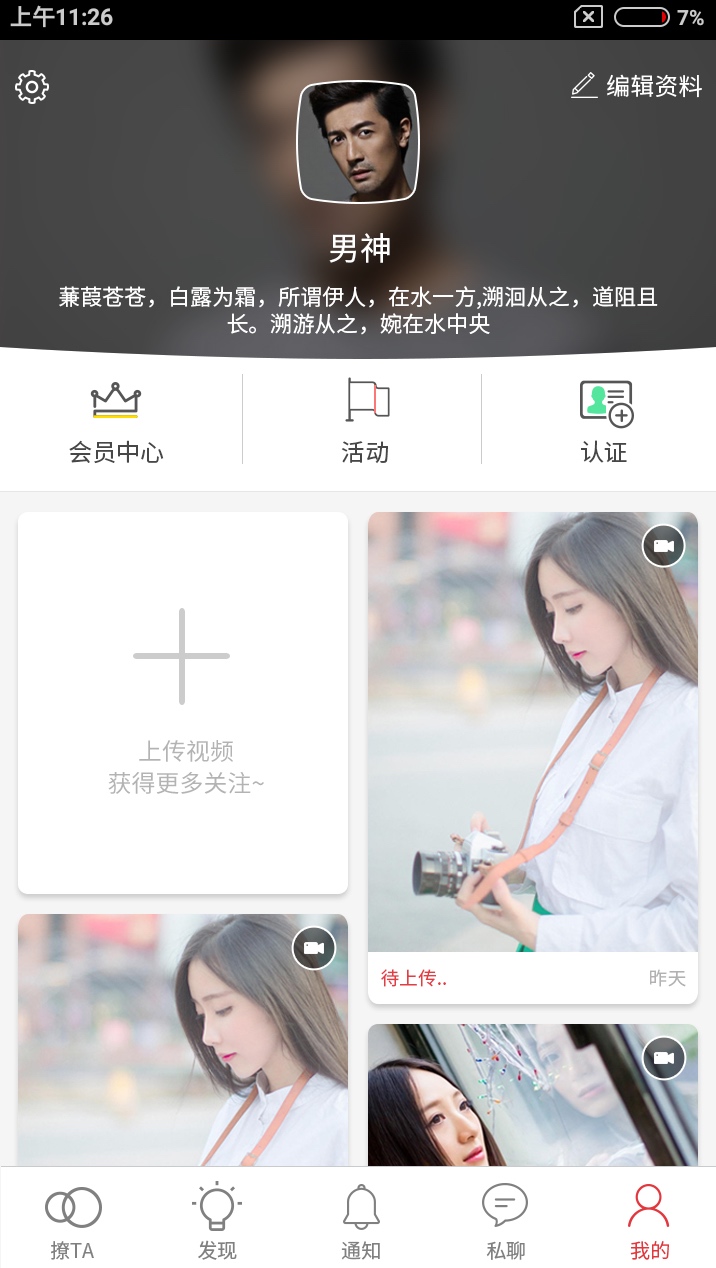 上午11:26
7%
编辑资料
男神
蒹葭苍苍，白露为霜，所谓伊人，在水一方,溯洄从之，道阻且
长。溯游从之，婉在水中央
会员中心
活动
认证
上传视频
获得更多关注~
待上传..
昨天
撩TA
发现
通知
私聊
我的